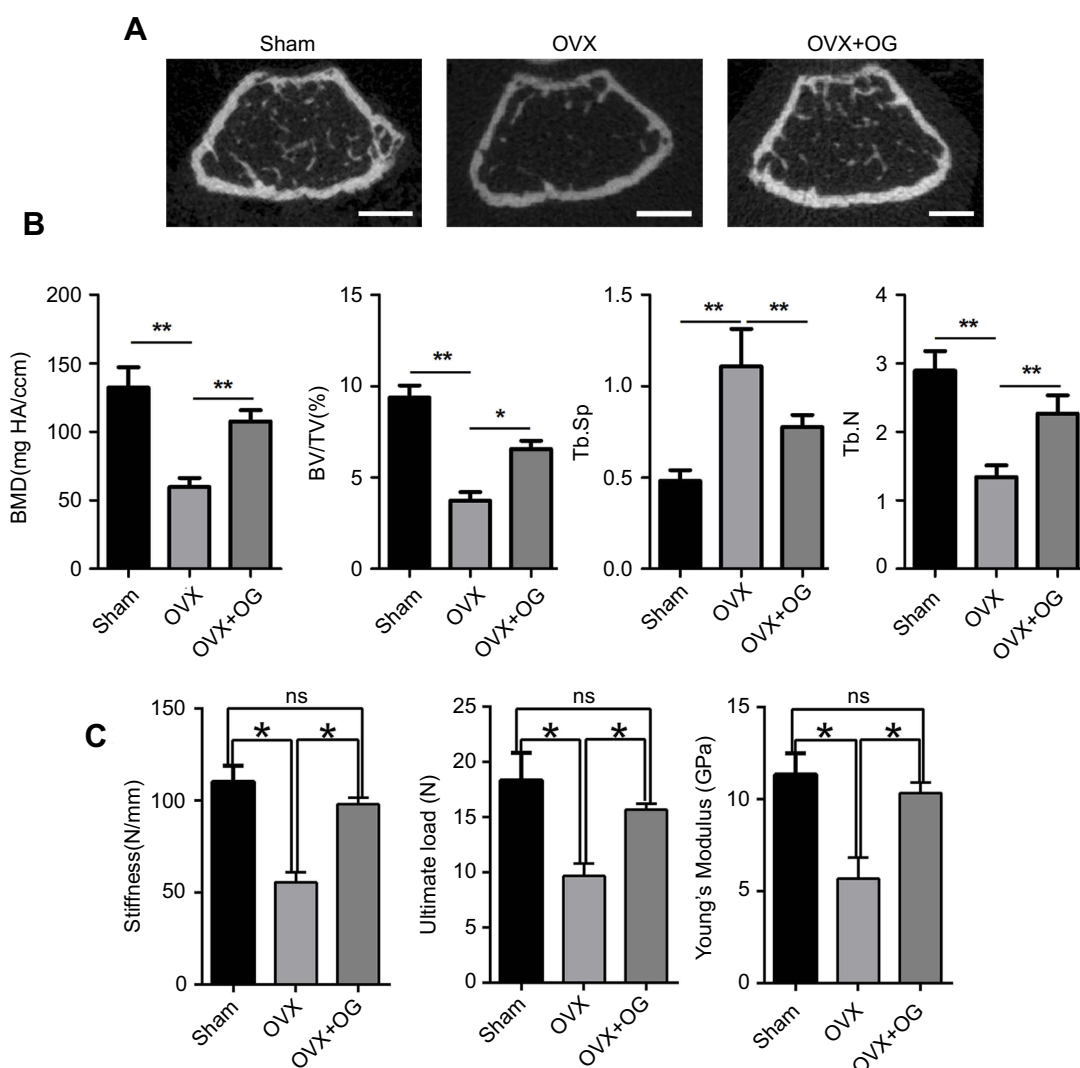 A
Sham
OVX
OVX+OG
B
BMD(mg HA/ccm)
200
150
100
50
0
**
**
Sham
OVX
OVX+OG
BV/TV(%)
15
10
5
0
**
*
Sham
OVX
OVX+OG
Tb.Sp
1.5
1.0
0.5
0.0
**
**
Sham
OVX
OVX+OG
Tb.N
4
3
2
1
0
**
**
Sham
OVX
OVX+OG
C
Stiffness(N/mm)
150
100
50
0
ns
*
*
Sham
OVX
OVX+OG
Ultimate load (N)
25
20
15
10
5
0
ns
*
*
Sham
OVX
OVX+OG
Young's Modulus (GPa)
15
10
5
0
ns
*
*
Sham
OVX
OVX+OG